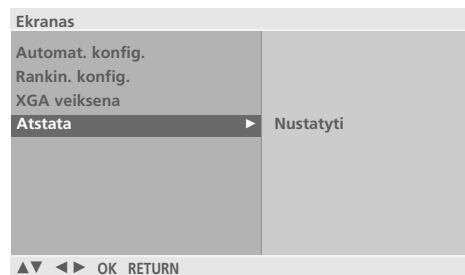 Ekranas
Automat. konfig.
Rankin. konfig.
XGA veiksena
Atstata ►
Nustatyti
▲▼ ◄► OK RETURN